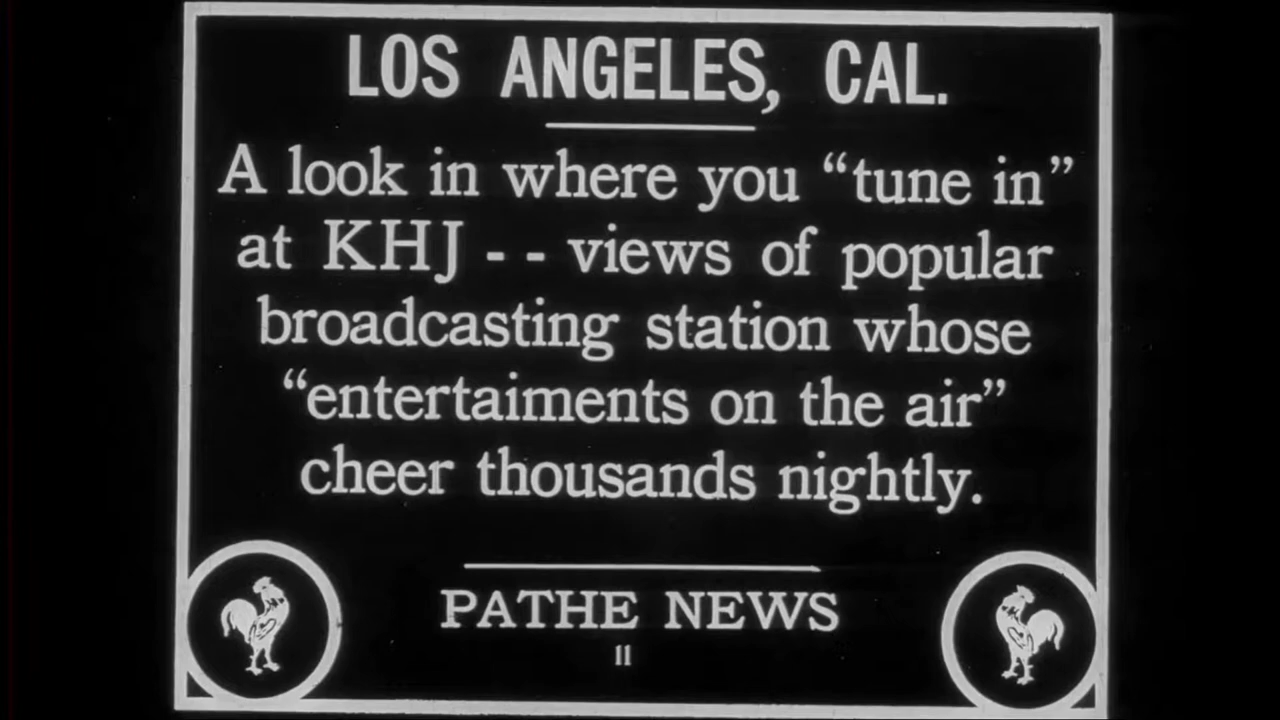 LOS ANGELES, CAL.
A look in where you “tune in”
at KHJ - - views of popular
broadcasting station whose
“entertaiments on the air”
cheer thousands nightly.
PATHE NEWS
11